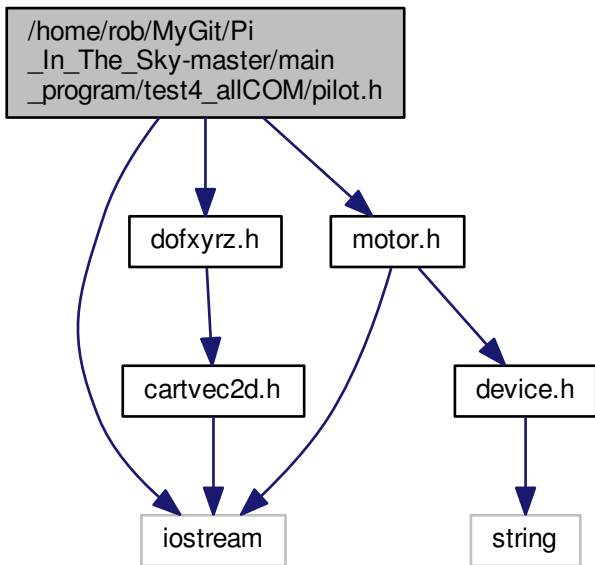 /home/rob/MyGit/Pi
_In_The_Sky-master/main
_program/test4_allCOM/pilot.h
dofxyrz.h
motor.h
cartvec2d.h
device.h
iostream
string